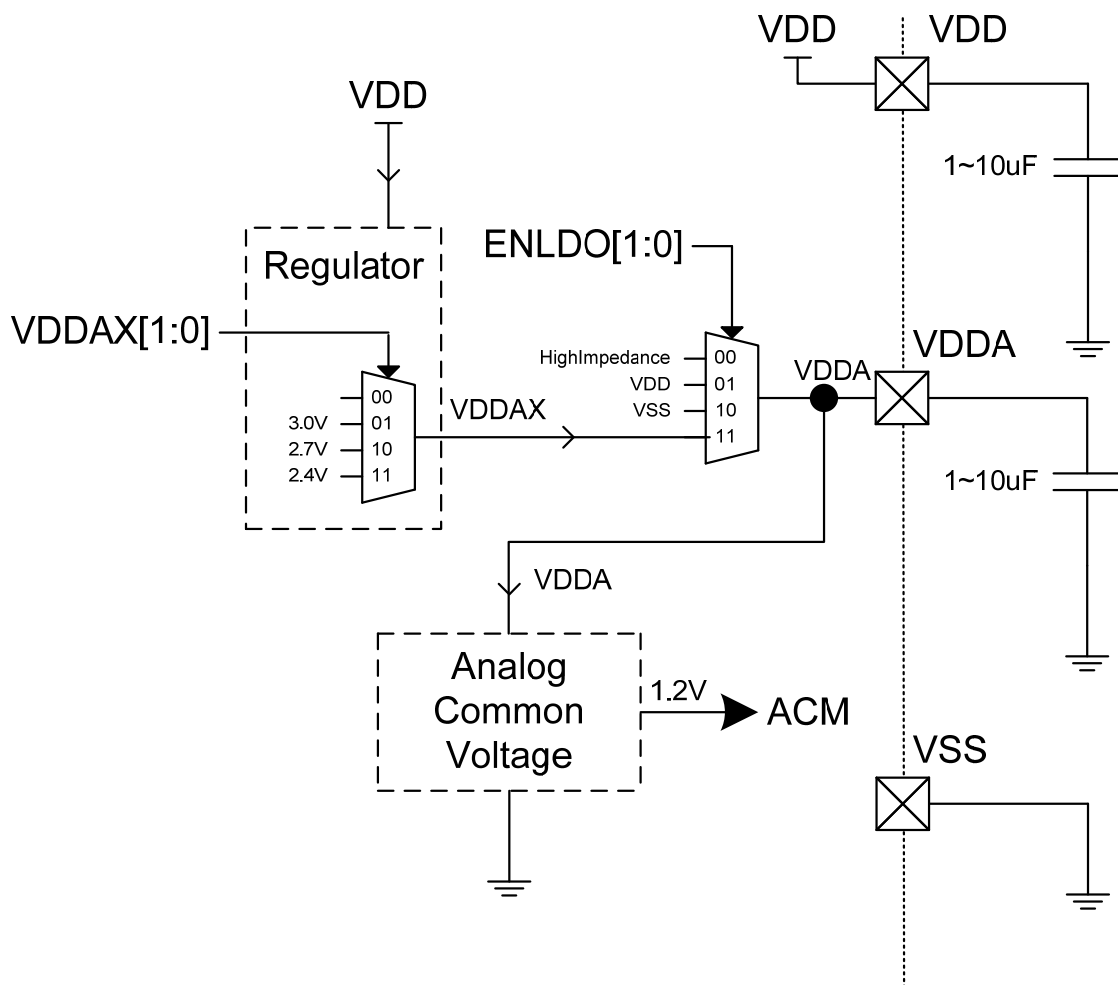 VDD
VDD
VDD
1~10uF
ENLDO[1:0]
Regulator
VDDAX[1:0]
VDDA
HighImpedance
00
VDD
01
VSS
10
11
VDDA
00
3.0V
01
2.7V
10
2.4V
11
VDDAX
1~10uF
VDDA
Analog
Common
Voltage
1.2V
ACM
VSS